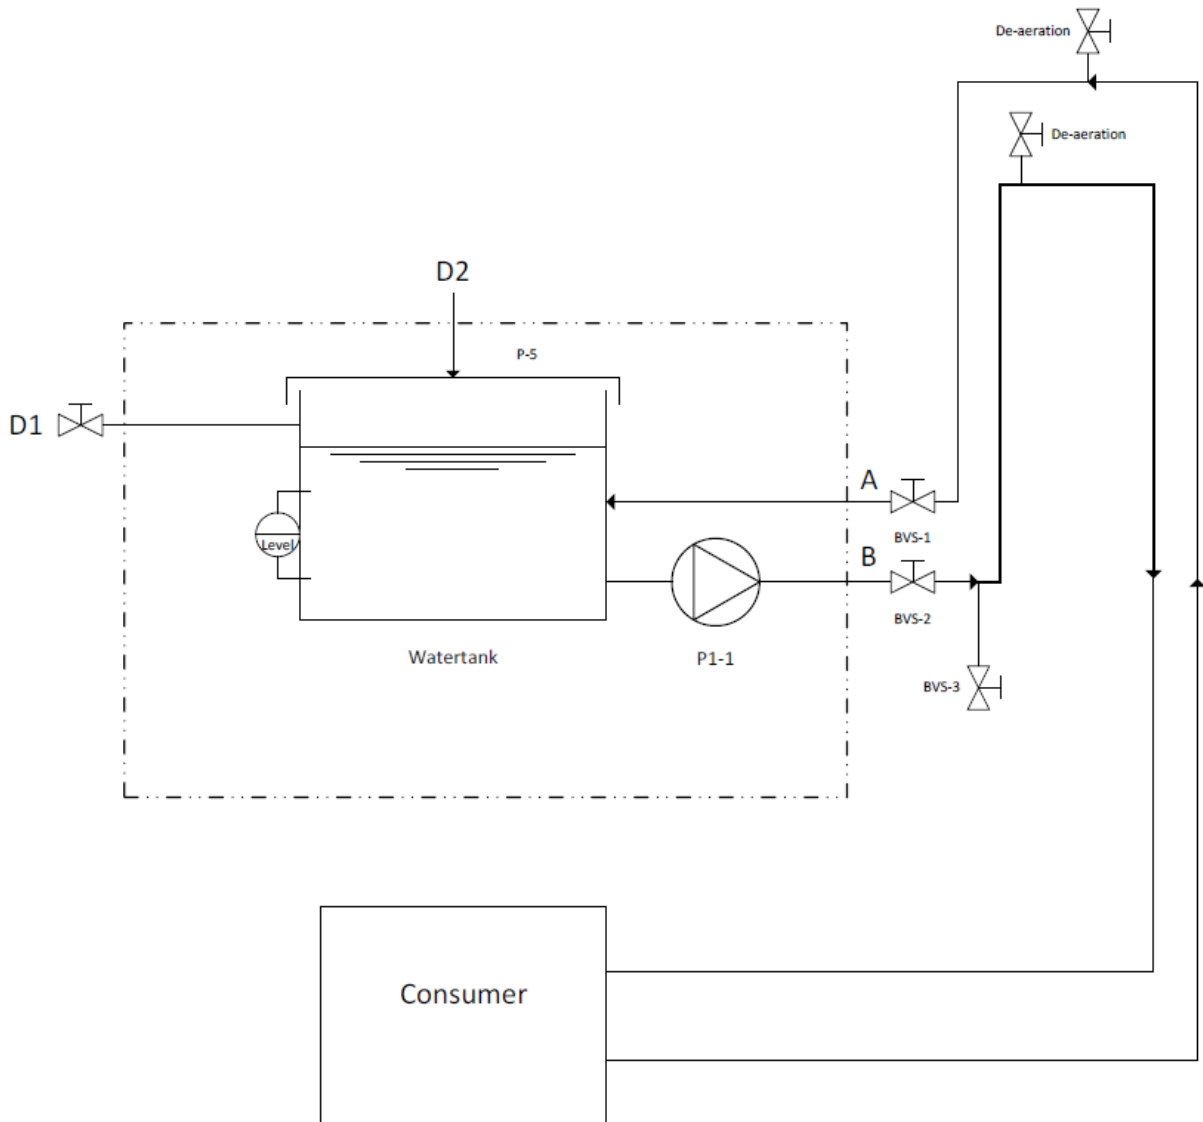 De-aeration
De-aeration
D2
P-5
D1
A
Level
BVS-1
B
BVS-2
Watertank
P1-1
BVS-3
Consumer